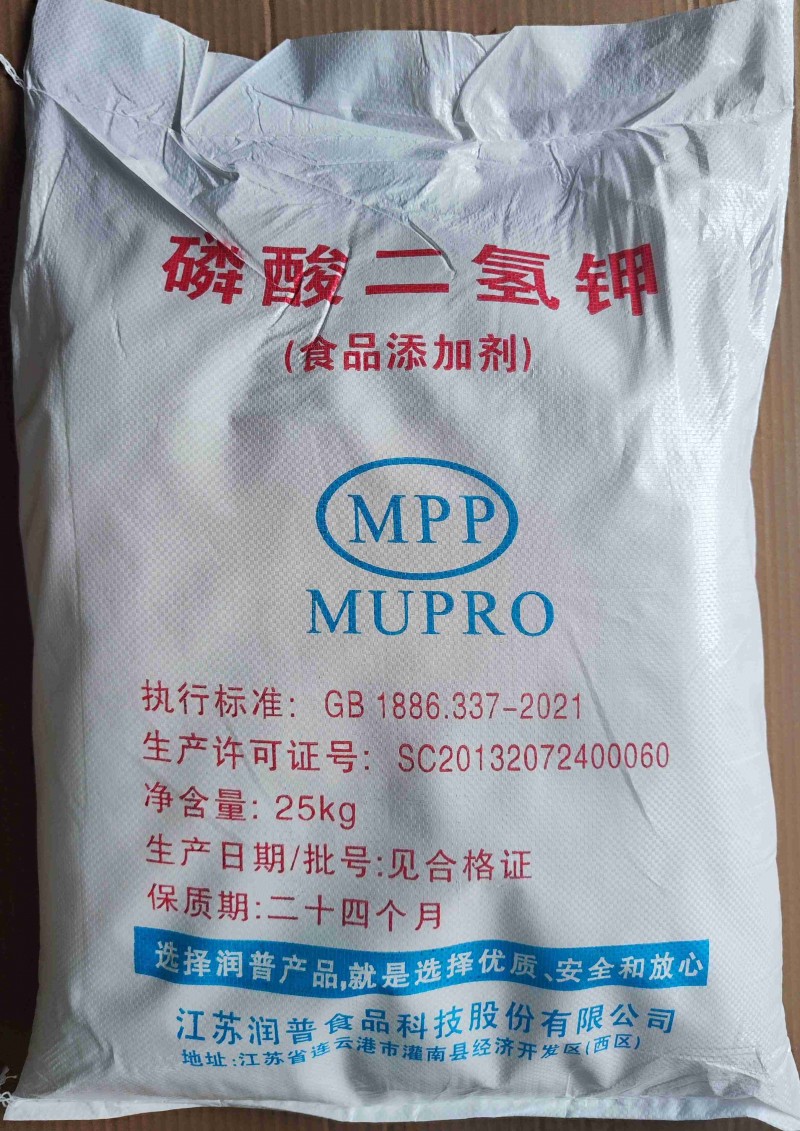 磷酸二氢钾
(食品添加剂)
MPP
MUPRO
执行标准: GB 1886.337-2021
生产许可证号: SC20132072400060
净含量: 25kg
生产日期/批号:见合格证
保质期:二十四个月
选择润普产品,就是选择优质、安全和放心
江苏润普食品科技股份有限公司
地址:江苏省连云港市灌南县经济开发区(西区)